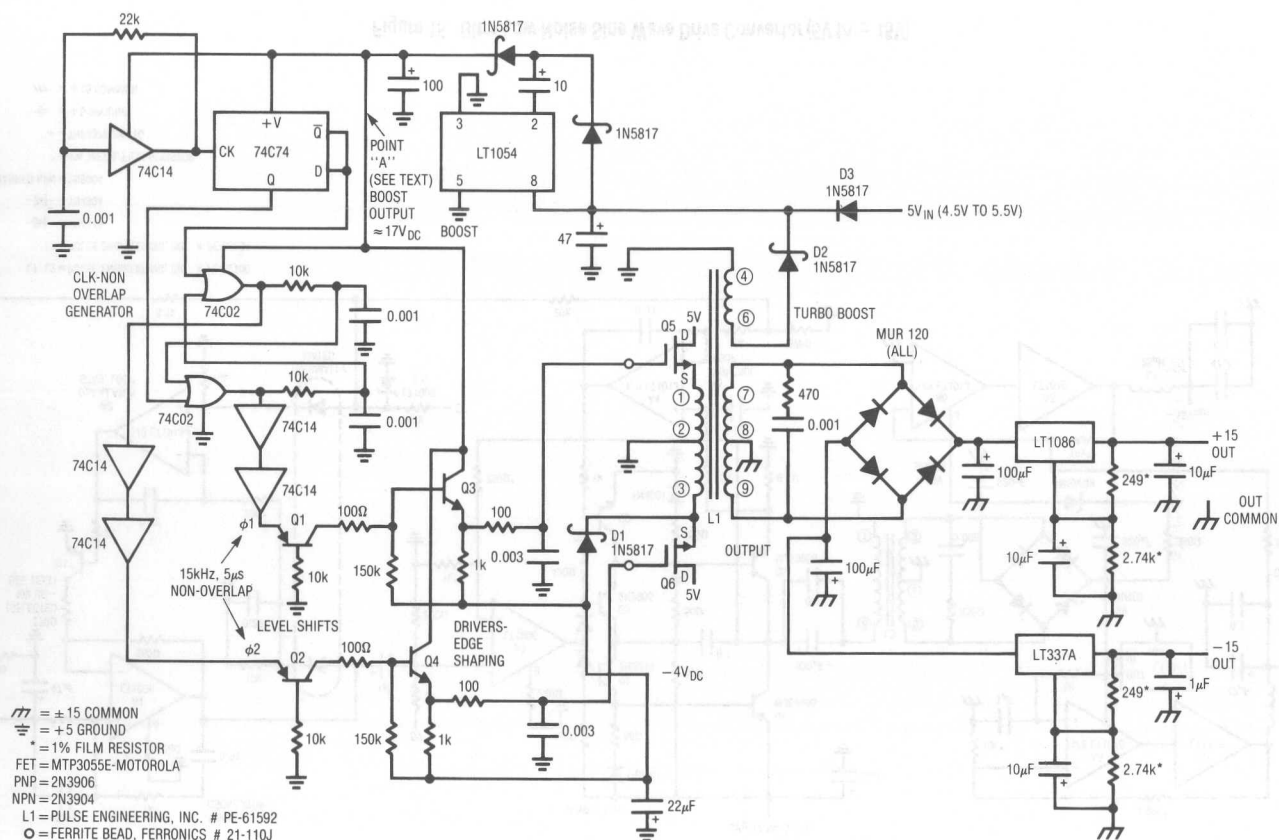 22k
1N5817
+
100
+
10
+V
CK
74C74
Q̅
D
Q
74C14
0.001
POINT
"A"
(SEE TEXT)
BOOST
OUTPUT
≈17VDC
3
2
LT1054
5
8
BOOST
1N5817
D3
1N5817
5VIN (4.5V TO 5.5V)
47
+
D2
1N5817
CLK-NON
OVERLAP
GENERATOR
10k
74C02
0.001
10k
74C02
0.001
74C14
74C14
74C14
74C14
5V
Q5
D
S
④
⑥
TURBO BOOST
①
②
③
⑦
⑧
⑨
L1
470
0.001
MUR 120
(ALL)
OUTPUT
LT1086
+15
OUT
+
100µF
249*
+
10µF
OUT
COMMON
10µF
+
2.74k*
Q3
100Ω
100
150k
1k
0.003
D1
1N5817
S
Q6
D
5V
100µF
+
ϕ1
Q1
15kHz, 5µs
NON-OVERLAP
10k
LEVEL SHIFTS
ϕ2
Q2
100Ω
Q4
DRIVERS-
EDGE
SHAPING
−4VDC
100
0.003
10k
150k
1k
22µF
+
LT337A
−15
OUT
249*
1µF
+
10µF
+
2.74k*
= ±15 COMMON
= +5 GROUND
* = 1% FILM RESISTOR
FET = MTP3055E-MOTOROLA
PNP = 2N3906
NPN = 2N3904
L1 = PULSE ENGINEERING, INC. # PE-61592
= FERRITE BEAD, FERRONICS # 21-110J